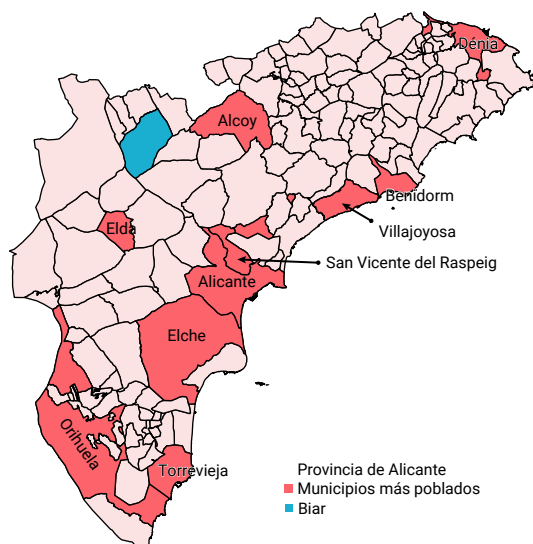 Dénia
Alcoy
Benidorm
Elda
Villajoyosa
San Vicente del Raspeig
Alicante
Elche
Orihuela
Torrevieja
Provincia de Alicante
Municipios más poblados
Biar